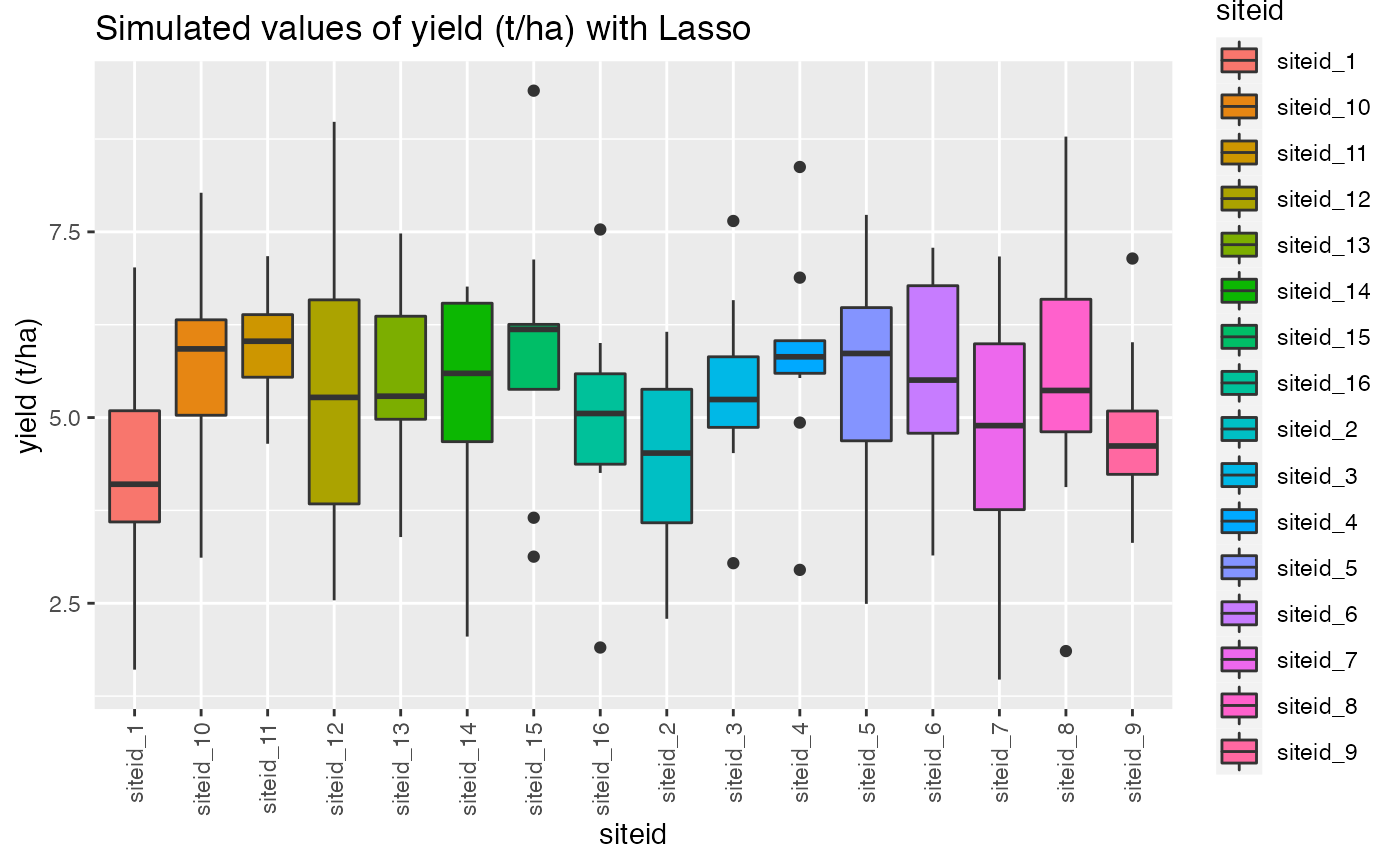 Simulated values of yield (t/ha) with Lasso
yield (t/ha)
7.5
5.0
2.5
siteid_1
siteid_10
siteid_11
siteid_12
siteid_13
siteid_14
siteid_15
siteid_16
siteid_2
siteid_3
siteid_4
siteid_5
siteid_6
siteid_7
siteid_8
siteid_9
siteid
siteid
siteid_1
siteid_10
siteid_11
siteid_12
siteid_13
siteid_14
siteid_15
siteid_16
siteid_2
siteid_3
siteid_4
siteid_5
siteid_6
siteid_7
siteid_8
siteid_9